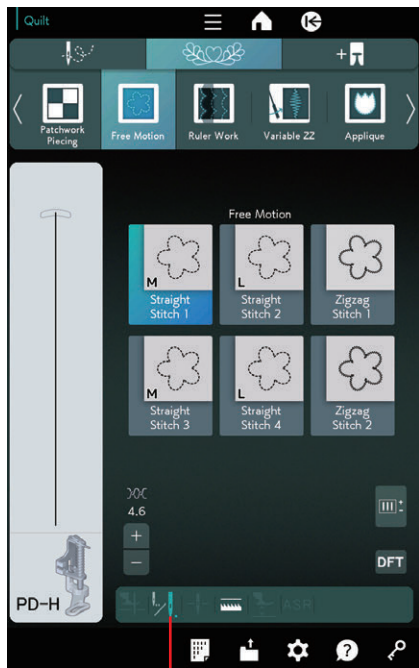 Quilt
Patchwork
Piecing
Free Motion
Ruler Work
Variable ZZ
Applique
Free Motion
M
Straight
Stitch 1
L
Straight
Stitch 2
Zigzag
Stitch 1
M
Straight
Stitch 3
L
Straight
Stitch 4
Zigzag
Stitch 2
4.6
+
−
DFT
PD-H
ASR
?